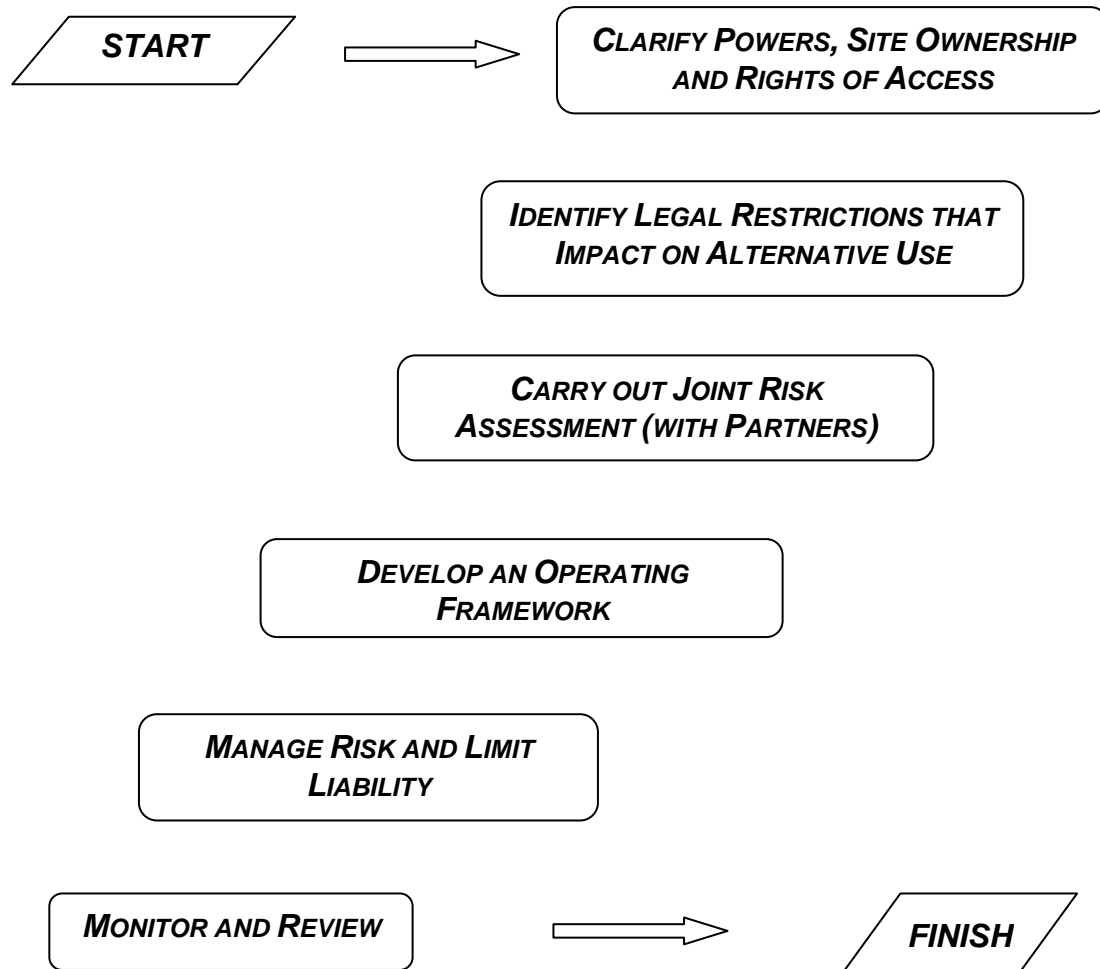 START
CLARIFY POWERS, SITE OWNERSHIP
AND RIGHTS OF ACCESS
IDENTIFY LEGAL RESTRICTIONS THAT
IMPACT ON ALTERNATIVE USE
CARRY OUT JOINT RISK
ASSESSMENT (WITH PARTNERS)
DEVELOP AN OPERATING
FRAMEWORK
MANAGE RISK AND LIMIT
LIABILITY
MONITOR AND REVIEW
FINISH